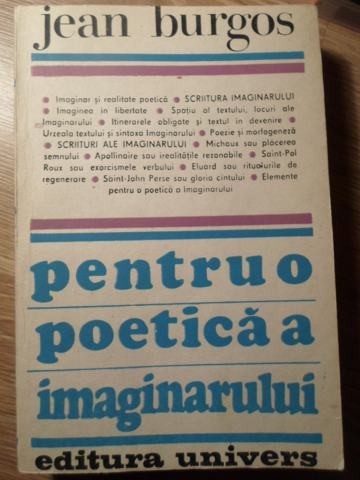 jean burgos
● Imaginar și realitate poetică ● SCRIITURA IMAGINARULUI
● Imaginea în libertate ● Spațiu al textului, locuri ale
Imaginarului ● Itinerarele obligate și textul în devenire ●
Urzeala textului și sintaxa Imaginarului ● Poezie și morfogeneză
● SCRIITURI ALE IMAGINARULUI ● Michaux sau plăcerea
semnului ● Apollinaire sau irealitățile rezonabile ● Saint-Pol
Roux sau exorcismele verbului ● Eluard sau ritualurile de
regenerare ● Saint-John Perse sau gloria cîntului ● Elemente
pentru o poetică a Imaginarului
pentru o
poetică a
imaginarului
editura univers